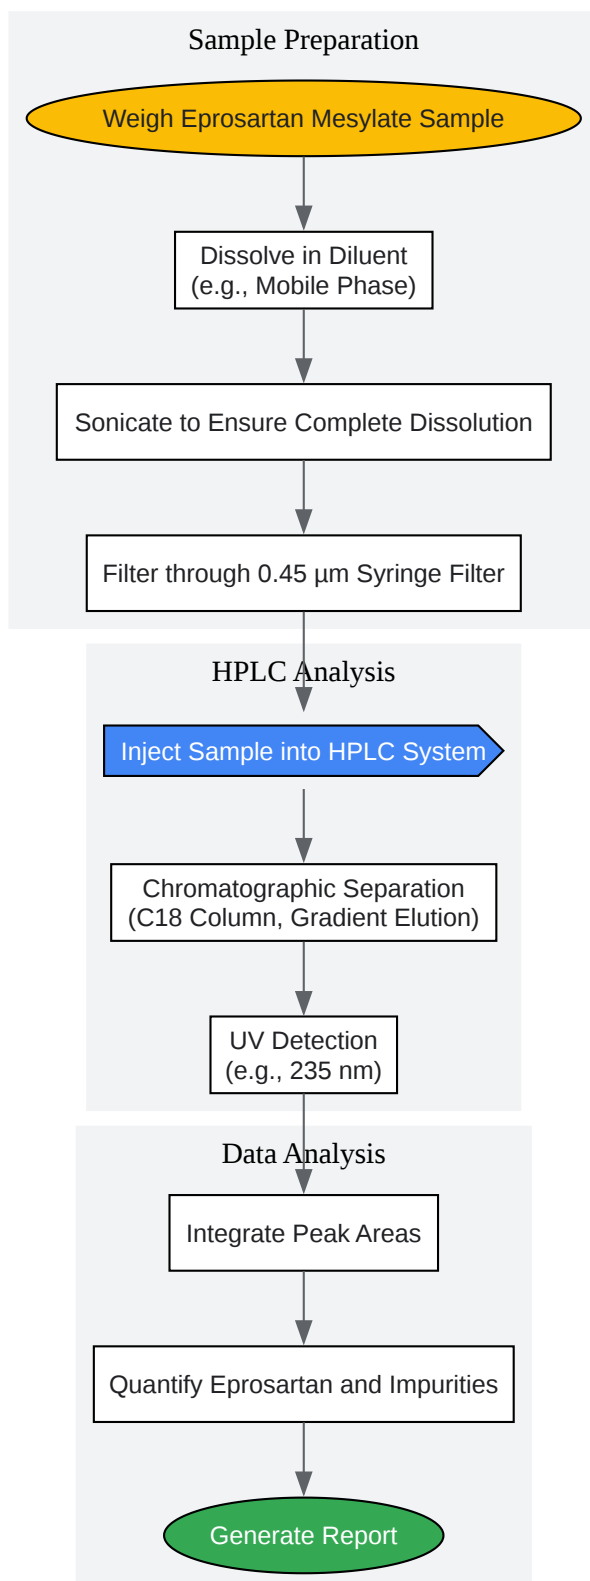 Sample Preparation
Weigh Eprosartan Mesylate Sample
Dissolve in Diluent
(e.g., Mobile Phase)
Sonicate to Ensure Complete Dissolution
Filter through 0.45 µm Syringe Filter
HPLC Analysis
Inject Sample into HPLC System
Chromatographic Separation
(C18 Column, Gradient Elution)
UV Detection
(e.g., 235 nm)
Data Analysis
Integrate Peak Areas
Quantify Eprosartan and Impurities
Generate Report